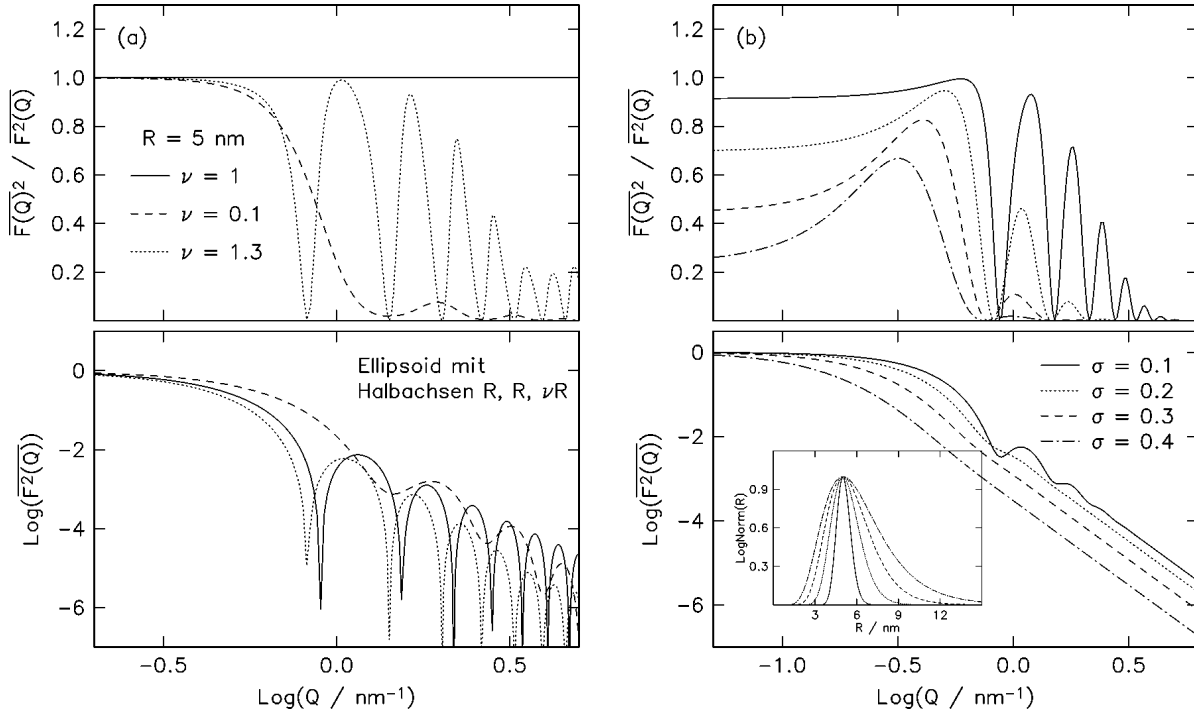 (a)
1.2
1.0
0.8
0.6
0.4
0.2
F(Q)² / F²(Q)
R = 5 nm
ν = 1
ν = 0.1
ν = 1.3
(b)
1.2
1.0
0.8
0.6
0.4
0.2
F(Q)² / F²(Q)
0
−2
−4
−6
Log(F²(Q))
Ellipsoid mit
Halbachsen R, R, νR
−0.5
0.0
0.5
Log(Q / nm⁻¹)
0
−2
−4
−6
Log(F²(Q))
σ = 0.1
σ = 0.2
σ = 0.3
σ = 0.4
0.9
0.6
0.3
LogNorm(R)
3
6
9
12
R / nm
−1.0
−0.5
0.0
0.5
Log(Q / nm⁻¹)